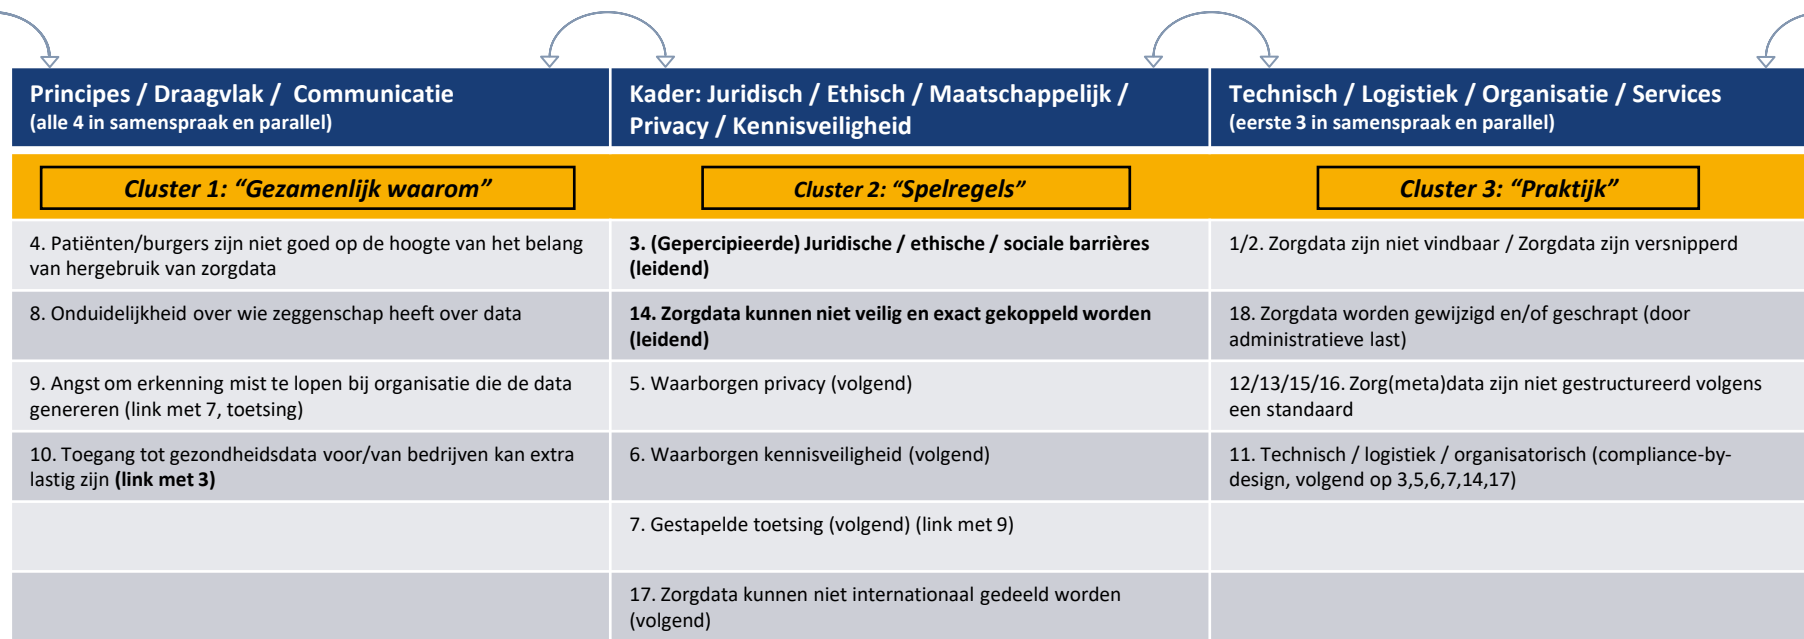 Principes / Draagvlak / Communicatie
(alle 4 in samenspraak en parallel)
Kader: Juridisch / Ethisch / Maatschappelijk /
Privacy / Kennisveiligheid
Technisch / Logistiek / Organisatie / Services
(eerste 3 in samenspraak en parallel)
Cluster 1: “Gezamenlijk waarom”
Cluster 2: “Spelregels”
Cluster 3: “Praktijk”
4. Patiënten/burgers zijn niet goed op de hoogte van het belang
van hergebruik van zorgdata
3. (Gepercipieerde) Juridische / ethische / sociale barrières
(leidend)
1/2. Zorgdata zijn niet vindbaar / Zorgdata zijn versnipperd
8. Onduidelijkheid over wie zeggenschap heeft over data
14. Zorgdata kunnen niet veilig en exact gekoppeld worden
(leidend)
18. Zorgdata worden gewijzigd en/of geschrapt (door
administratieve last)
9. Angst om erkenning mist te lopen bij organisatie die de data
genereren (link met 7, toetsing)
5. Waarborgen privacy (volgend)
12/13/15/16. Zorg(meta)data zijn niet gestructureerd volgens
een standaard
10. Toegang tot gezondheidsdata voor/van bedrijven kan extra
lastig zijn (link met 3)
6. Waarborgen kennisveiligheid (volgend)
11. Technisch / logistiek / organisatorisch (compliance-by-
design, volgend op 3,5,6,7,14,17)
7. Gestapelde toetsing (volgend) (link met 9)
17. Zorgdata kunnen niet internationaal gedeeld worden
(volgend)